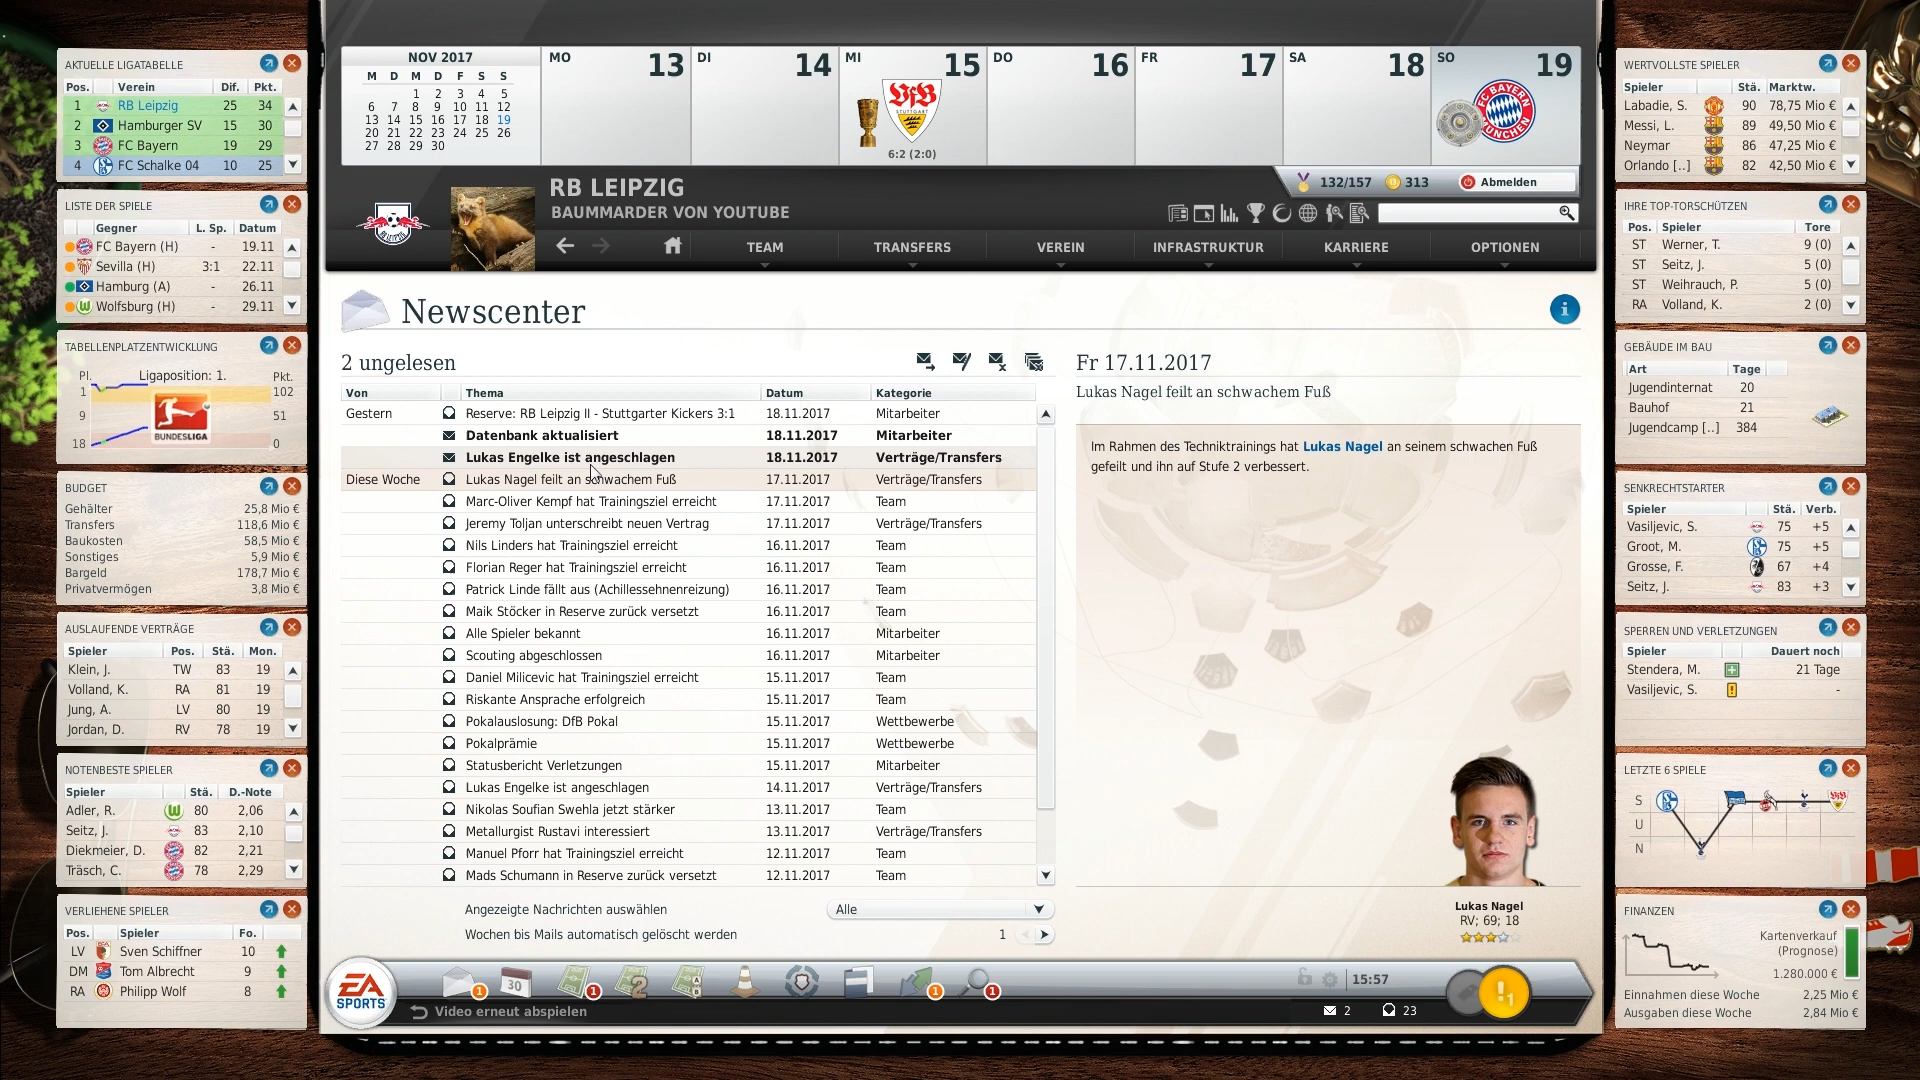 AKTUELLE LIGATABELLE
Pos. Verein Dif. Pkt.
1 RB Leipzig 25 34
2 Hamburger SV 15 30
3 FC Bayern 19 29
4 FC Schalke 04 10 25
LISTE DER SPIELE
Gegner L. Sp. Datum
FC Bayern (H) - 19.11
Sevilla (H) 3:1 22.11
Hamburg (A) - 26.11
Wolfsburg (H) - 29.11
TABELLENPLATZENTWICKLUNG
Pl. Ligaposition: 1. Pkt.
1 102
9 51
18 0
BUNDESLIGA
BUDGET
Gehälter 25,8 Mio €
Transfers 118,6 Mio €
Baukosten 58,5 Mio €
Sonstiges 5,9 Mio €
Bargeld 178,7 Mio €
Privatvermögen 3,8 Mio €
AUSLAUFENDE VERTRÄGE
Spieler Pos. Stä. Mon.
Klein, J. TW 83 19
Volland, K. RA 81 19
Jung, A. LV 80 19
Jordan, D. RV 78 19
NOTENBESTE SPIELER
Spieler Stä. D.-Note
Adler, R. 80 2,06
Seitz, J. 83 2,10
Diekmeier, D. 82 2,21
Träsch, C. 78 2,29
VERLIEHENE SPIELER
Pos. Spieler Fo.
LV Sven Schiffner 10
DM Tom Albrecht 9
RA Philipp Wolf 8
NOV 2017
M D M D F S S
1 2 3 4 5
6 7 8 9 10 11 12
13 14 15 16 17 18 19
20 21 22 23 24 25 26
27 28 29 30
MO 13
DI 14
MI 15
VfB
STUTTGART
6:2 (2:0)
DO 16
FR 17
SA 18
SO 19
FC BAYERN MÜNCHEN
RB LEIPZIG
BAUMMARDER VON YOUTUBE
132/157 313 Abmelden
TEAM TRANSFERS VEREIN INFRASTRUKTUR KARRIERE OPTIONEN
Newscenter
i
2 ungelesen
Von Thema Datum Kategorie
Gestern Reserve: RB Leipzig II - Stuttgarter Kickers 3:1 18.11.2017 Mitarbeiter
Datenbank aktualisiert 18.11.2017 Mitarbeiter
Lukas Engelke ist angeschlagen 18.11.2017 Verträge/Transfers
Diese Woche Lukas Nagel feilt an schwachem Fuß 17.11.2017 Verträge/Transfers
Marc-Oliver Kempf hat Trainingsziel erreicht 17.11.2017 Team
Jeremy Toljan unterschreibt neuen Vertrag 17.11.2017 Verträge/Transfers
Nils Linders hat Trainingsziel erreicht 16.11.2017 Team
Florian Reger hat Trainingsziel erreicht 16.11.2017 Team
Patrick Linde fällt aus (Achillessehnenreizung) 16.11.2017 Team
Maik Stöcker in Reserve zurück versetzt 16.11.2017 Team
Alle Spieler bekannt 16.11.2017 Mitarbeiter
Scouting abgeschlossen 16.11.2017 Mitarbeiter
Daniel Milicevic hat Trainingsziel erreicht 15.11.2017 Team
Riskante Ansprache erfolgreich 15.11.2017 Team
Pokalauslosung: DfB Pokal 15.11.2017 Wettbewerbe
Pokalprämie 15.11.2017 Wettbewerbe
Statusbericht Verletzungen 15.11.2017 Mitarbeiter
Lukas Engelke ist angeschlagen 14.11.2017 Verträge/Transfers
Nikolas Soufian Swehla jetzt stärker 13.11.2017 Team
Metallurgist Rustavi interessiert 13.11.2017 Verträge/Transfers
Manuel Pforr hat Trainingsziel erreicht 12.11.2017 Team
Mads Schumann in Reserve zurück versetzt 12.11.2017 Team
Angezeigte Nachrichten auswählen Alle
Wochen bis Mails automatisch gelöscht werden 1
Fr 17.11.2017
Lukas Nagel feilt an schwachem Fuß
Im Rahmen des Techniktrainings hat Lukas Nagel an seinem schwachen Fuß
gefeilt und ihn auf Stufe 2 verbessert.
Lukas Nagel
RV; 69; 18
EA SPORTS
1 30 1 2 1 1
15:57
!1
Video erneut abspielen
2 23
WERTVOLLSTE SPIELER
Spieler Stä. Marktw.
Labadie, S. 90 78,75 Mio €
Messi, L. 89 49,50 Mio €
Neymar 86 47,25 Mio €
Orlando [..] 82 42,50 Mio €
IHRE TOP-TORSCHÜTZEN
Pos. Spieler Tore
ST Werner, T. 9 (0)
ST Seitz, J. 5 (0)
ST Weihrauch, P. 5 (0)
RA Volland, K. 2 (0)
GEBÄUDE IM BAU
Art Tage
Jugendinternat 20
Bauhof 21
Jugendcamp [..] 384
SENKRECHTSTARTER
Spieler Stä. Verb.
Vasiljevic, S. 75 +5
Groot, M. 75 +5
Grosse, F. 67 +4
Seitz, J. 83 +3
SPERREN UND VERLETZUNGEN
Spieler Dauert noch
Stendera, M. 21 Tage
Vasiljevic, S. -
LETZTE 6 SPIELE
S
U
N
FINANZEN
Kartenverkauf
(Prognose)
1.280.000 €
Einnahmen diese Woche 2,25 Mio €
Ausgaben diese Woche 2,84 Mio €